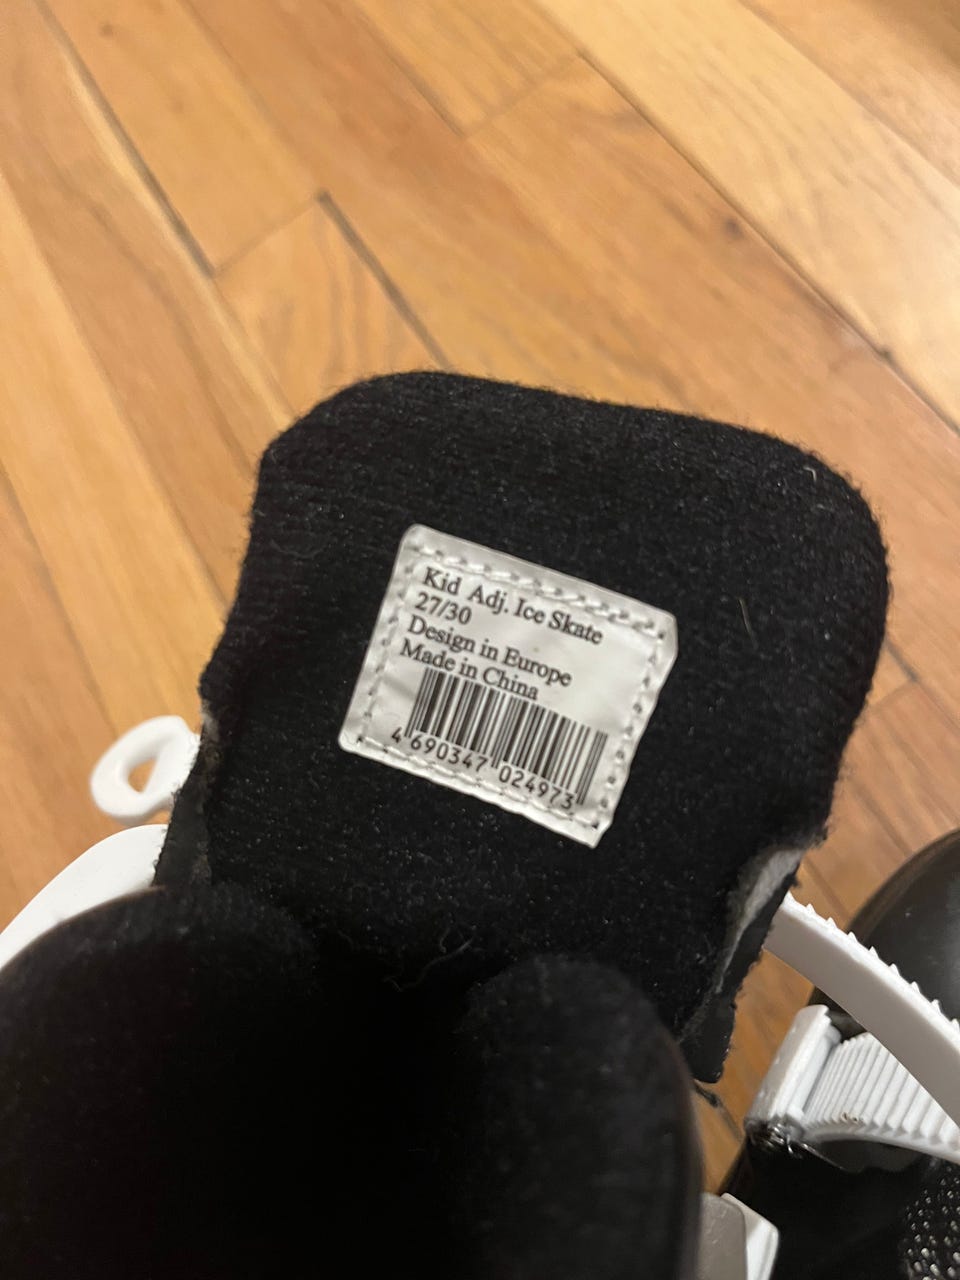 Kid Adj. Ice Skate
27/30
Design in Europe
Made in China
4 690347 024973